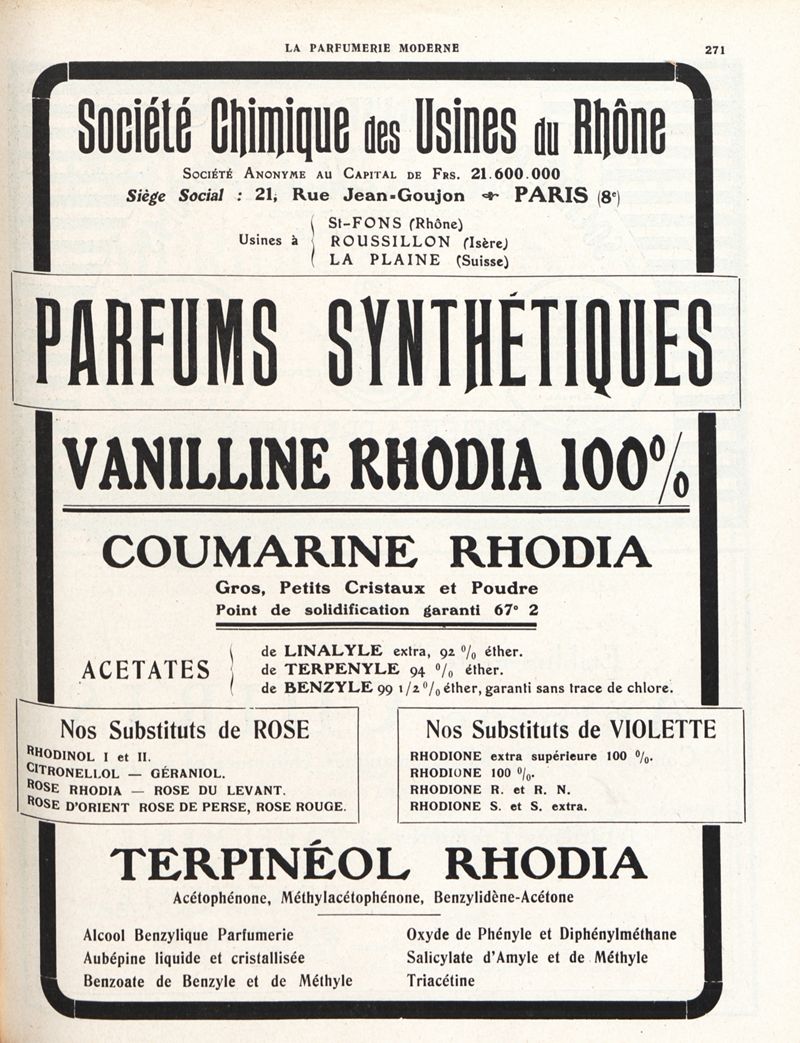 LA PARFUMERIE MODERNE
271
Société Chimique des Usines du Rhône
Société Anonyme au Capital de Frs. 21.600.000
Siège Social : 21, Rue Jean-Goujon PARIS (8e)
Usines à
St-FONS (Rhône)
ROUSSILLON (Isère)
LA PLAINE (Suisse)
PARFUMS SYNTHÉTIQUES
VANILLINE RHODIA 100%
COUMARINE RHODIA
Gros, Petits Cristaux et Poudre
Point de solidification garanti 67° 2
ACETATES
de LINALYLE extra, 92 % éther.
de TERPENYLE 94 % éther.
de BENZYLE 99 1/2 % éther, garanti sans trace de chlore.
Nos Substituts de ROSE
RHODINOL I et II.
CITRONELLOL — GÉRANIOL.
ROSE RHODIA — ROSE DU LEVANT.
ROSE D'ORIENT ROSE DE PERSE, ROSE ROUGE.
Nos Substituts de VIOLETTE
RHODIONE extra supérieure 100 %.
RHODIONE 100 %.
RHODIONE R. et R. N.
RHODIONE S. et S. extra.
TERPINÉOL RHODIA
Acétophénone, Méthylacétophénone, Benzylidène-Acétone
Alcool Benzylique Parfumerie
Aubépine liquide et cristallisée
Benzoate de Benzyle et de Méthyle
Oxyde de Phényle et Diphénylméthane
Salicylate d'Amyle et de Méthyle
Triacétine